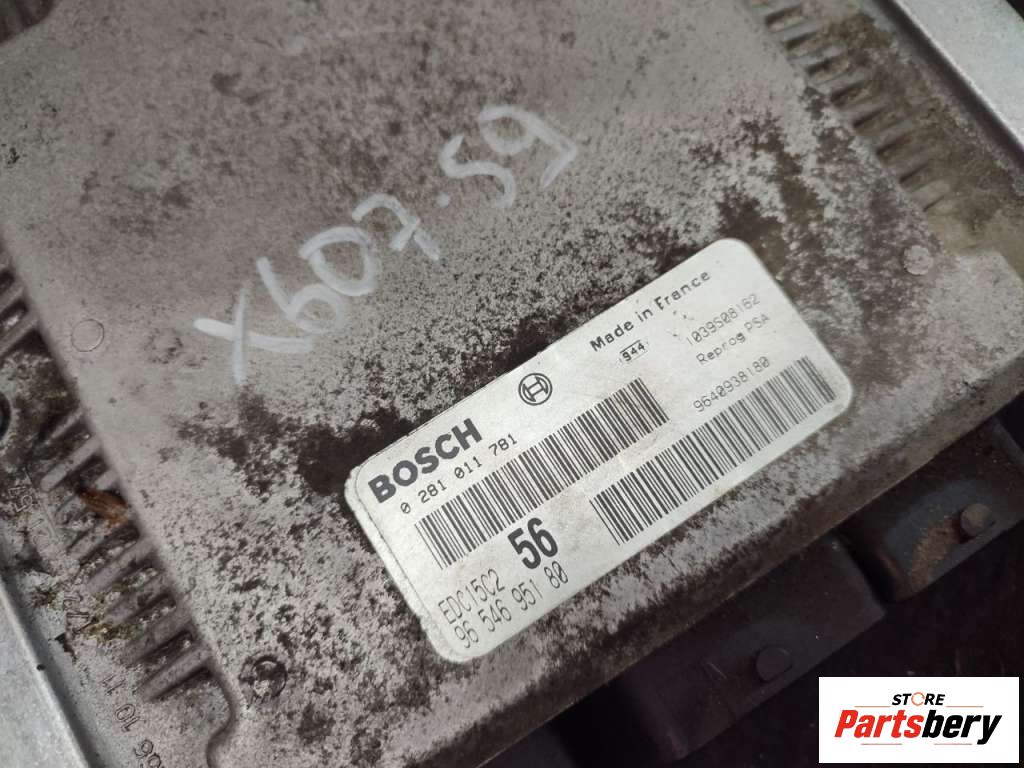 X607.59
Made in France
944
1039S08162
Reprog PSA
9640938180
BOSCH
0 281 011 781
56
EDC15C2
96 546 951 80
STORE
Partsbery